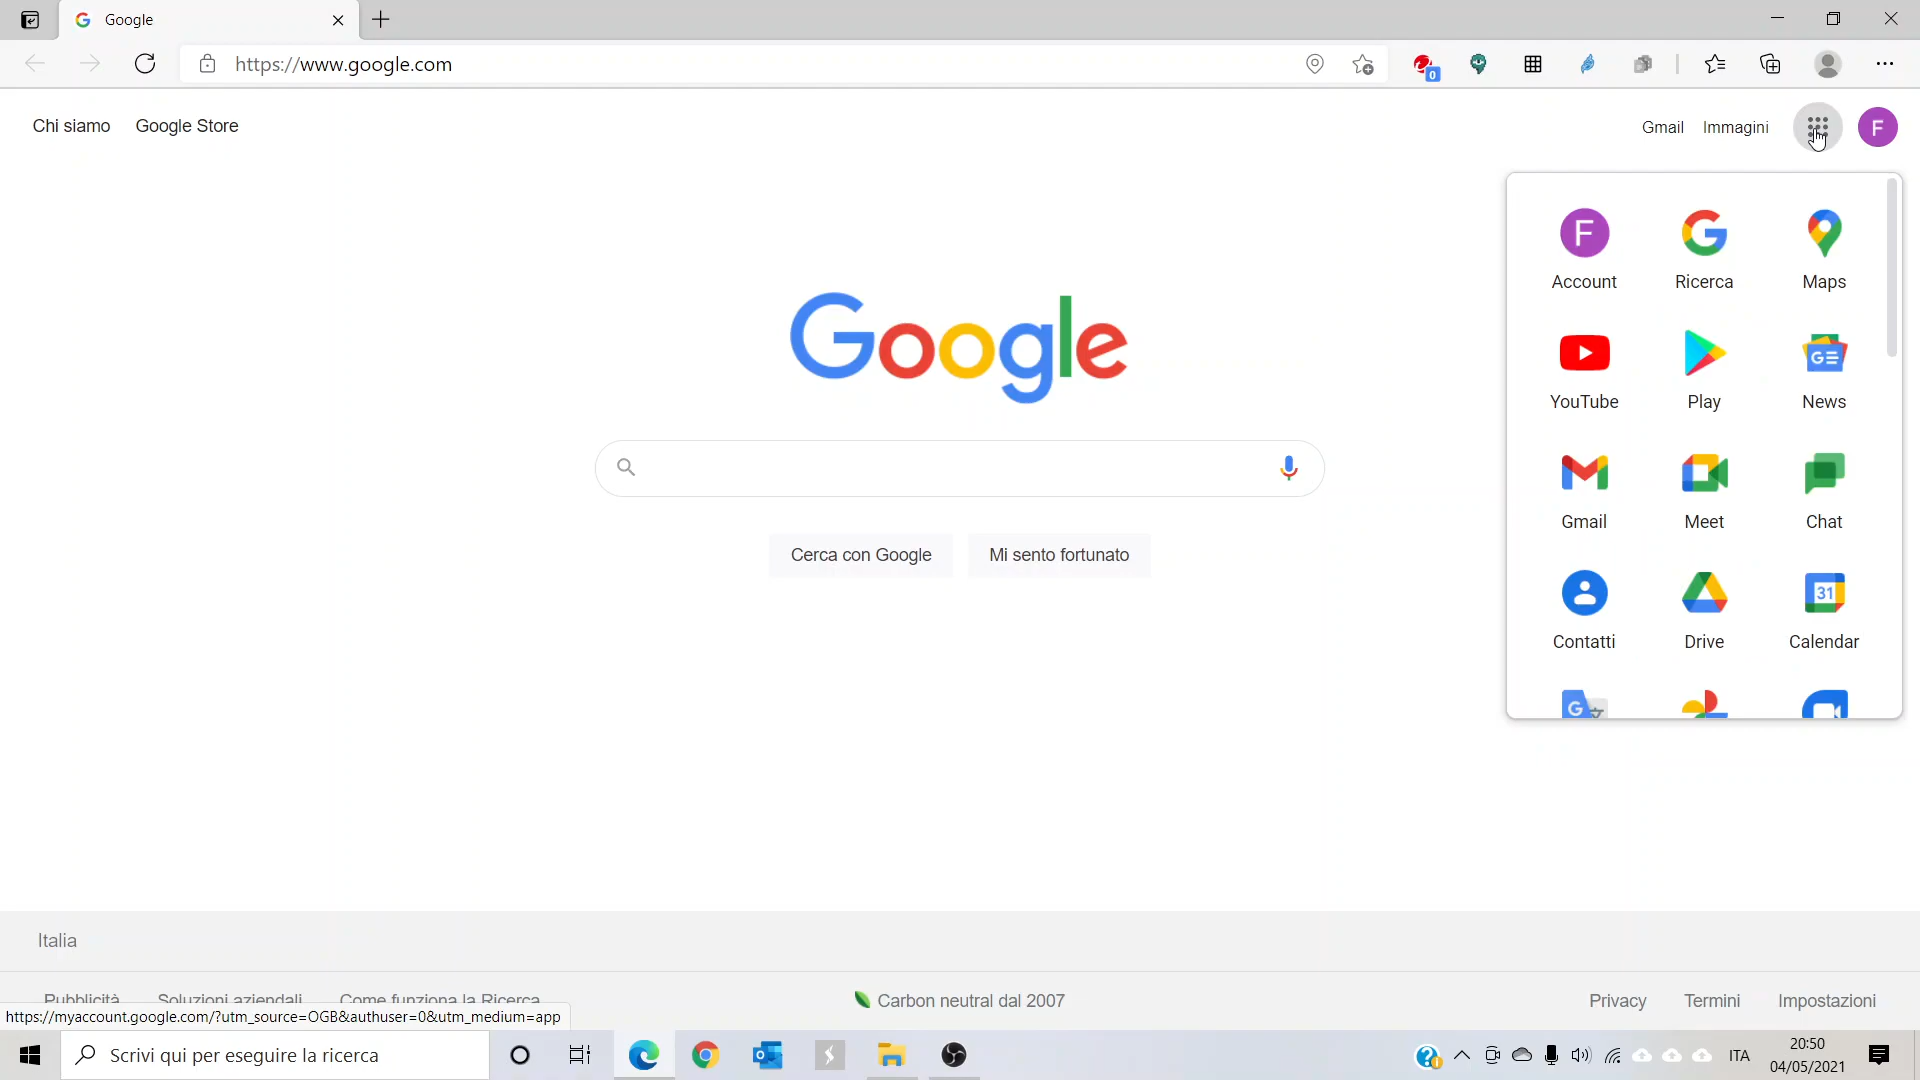 Google
https://www.google.com
0
Chi siamo Google Store
Gmail Immagini F
F G
Account Ricerca Maps
GE
YouTube Play News
Gmail Meet Chat
31
Contatti Drive Calendar
G
Google
Cerca con Google Mi sento fortunato
Italia
Pubblicità Soluzioni aziendali Come funziona la Ricerca
Carbon neutral dal 2007
Privacy Termini Impostazioni
https://myaccount.google.com/?utm_source=OGB&authuser=0&utm_medium=app
Scrivi qui per eseguire la ricerca
ITA
20:50
04/05/2021